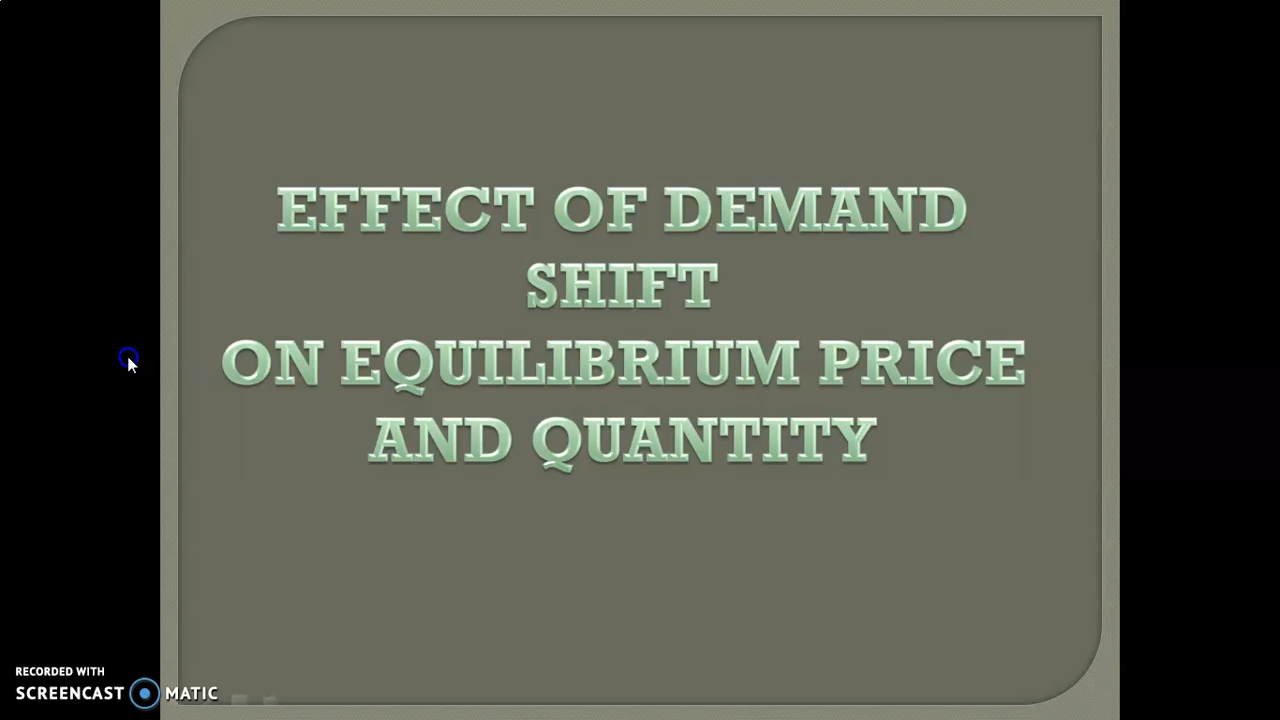 EFFECT OF DEMAND
SHIFT
ON EQUILIBRIUM PRICE
AND QUANTITY
RECORDED WITH
SCREENCAST MATIC